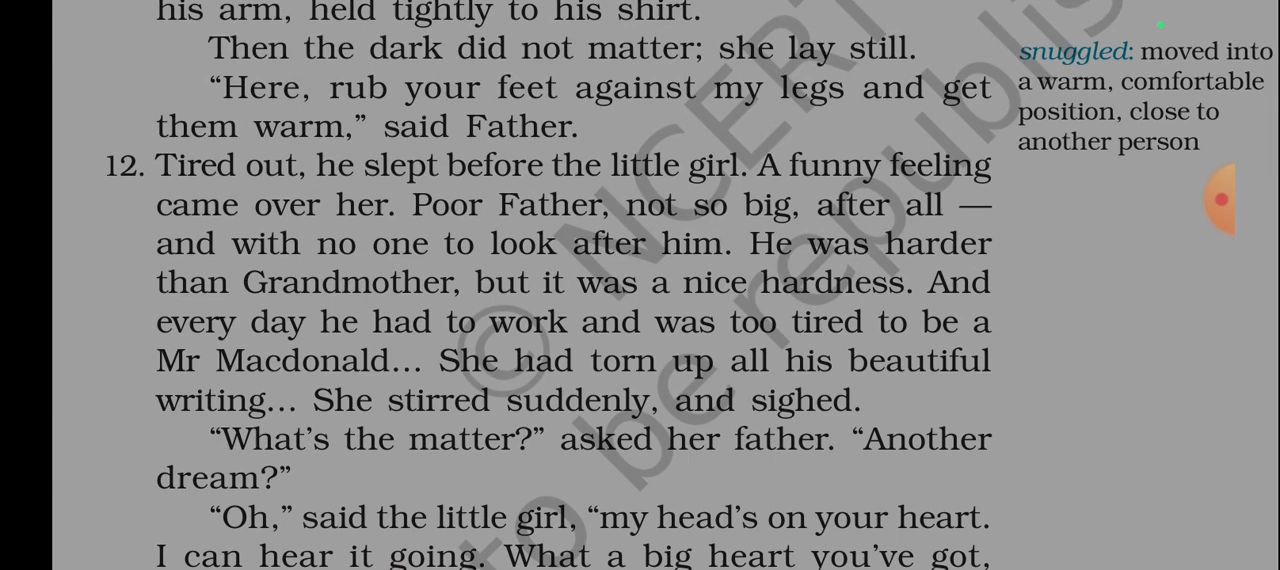 his arm, held tightly to his shirt.
Then the dark did not matter; she lay still.
“Here, rub your feet against my legs and get
them warm,” said Father.
12. Tired out, he slept before the little girl. A funny feeling
came over her. Poor Father, not so big, after all —
and with no one to look after him. He was harder
than Grandmother, but it was a nice hardness. And
every day he had to work and was too tired to be a
Mr Macdonald... She had torn up all his beautiful
writing... She stirred suddenly, and sighed.
“What’s the matter?” asked her father. “Another
dream?”
“Oh,” said the little girl, “my head’s on your heart.
I can hear it going. What a big heart you’ve got,
snuggled: moved into
a warm, comfortable
position, close to
another person
© NCERT
to be republis